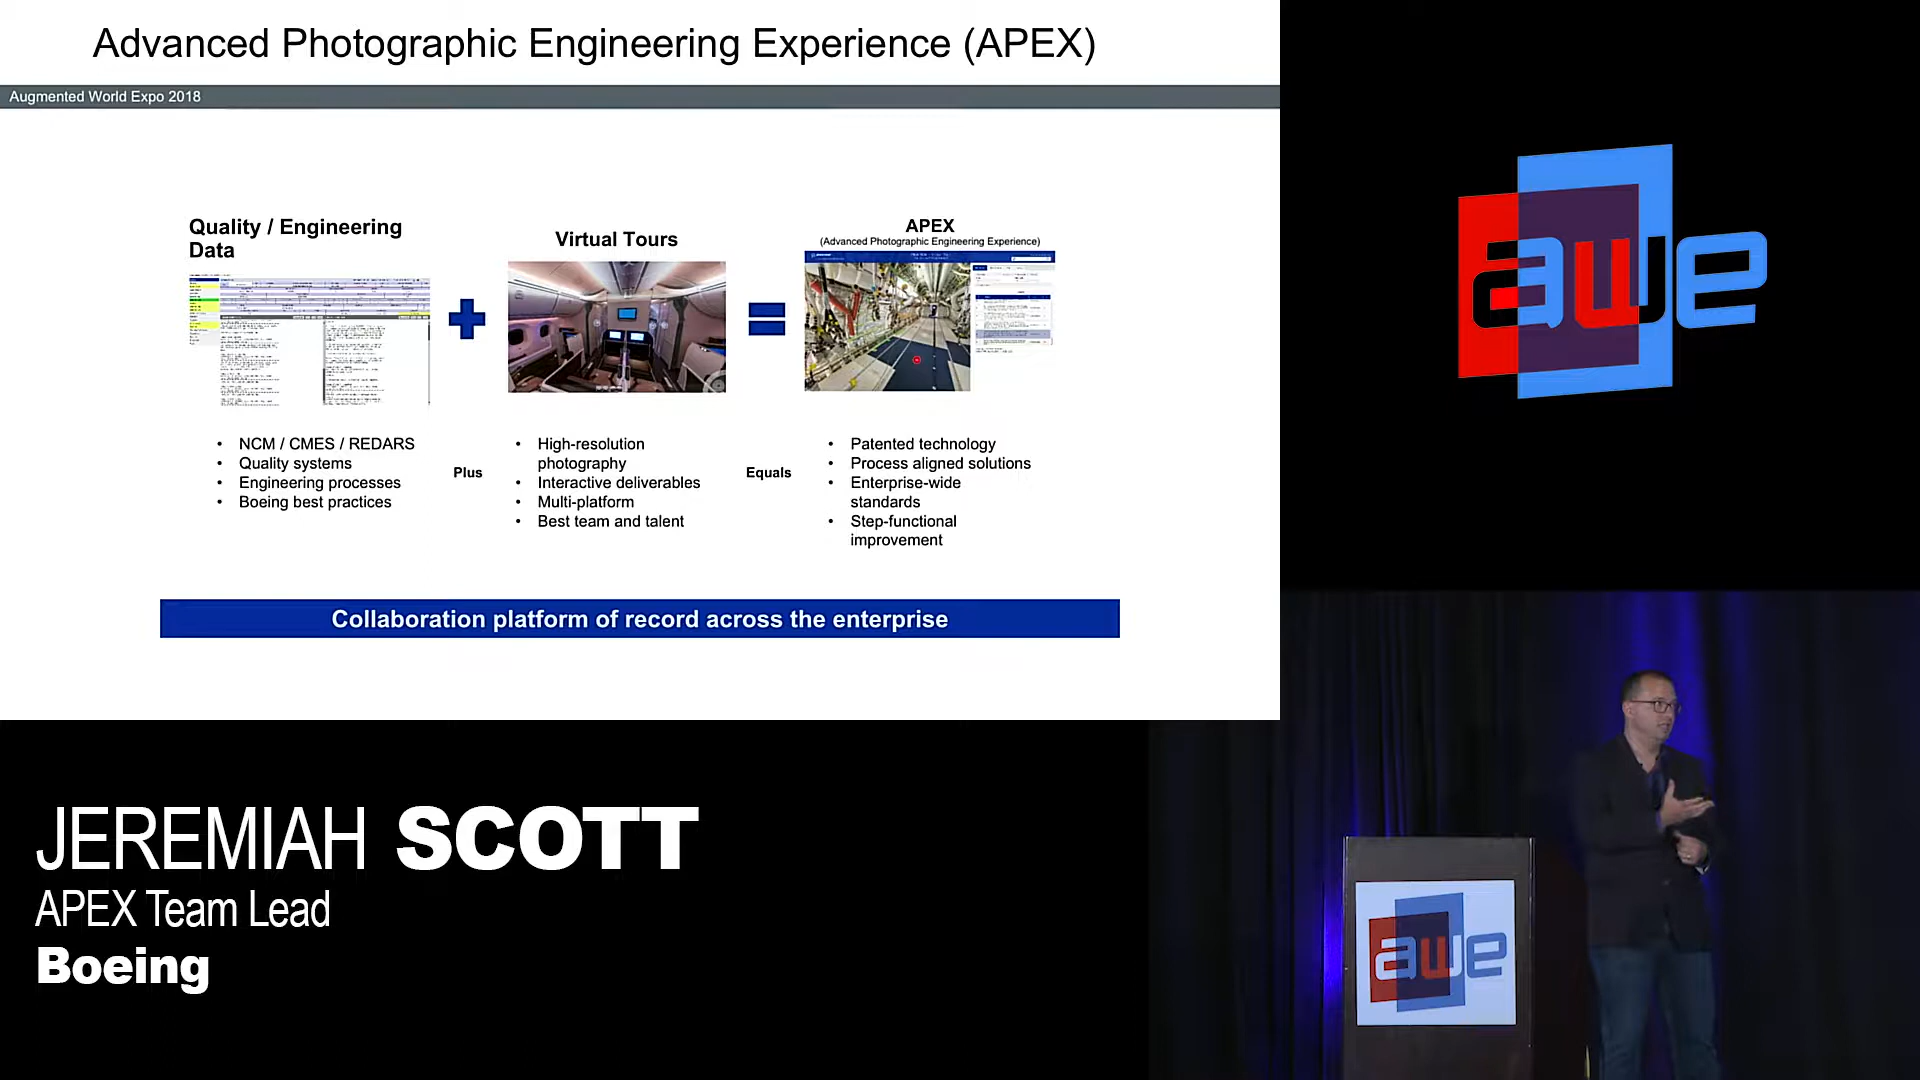 Advanced Photographic Engineering Experience (APEX)
Augmented World Expo 2018
Quality / Engineering
Data
• NCM / CMES / REDARS
• Quality systems
• Engineering processes
• Boeing best practices
Plus
Virtual Tours
• High-resolution
photography
• Interactive deliverables
• Multi-platform
• Best team and talent
Equals
APEX
(Advanced Photographic Engineering Experience)
• Patented technology
• Process aligned solutions
• Enterprise-wide
standards
• Step-functional
improvement
Collaboration platform of record across the enterprise
awe
JEREMIAH SCOTT
APEX Team Lead
Boeing
awe